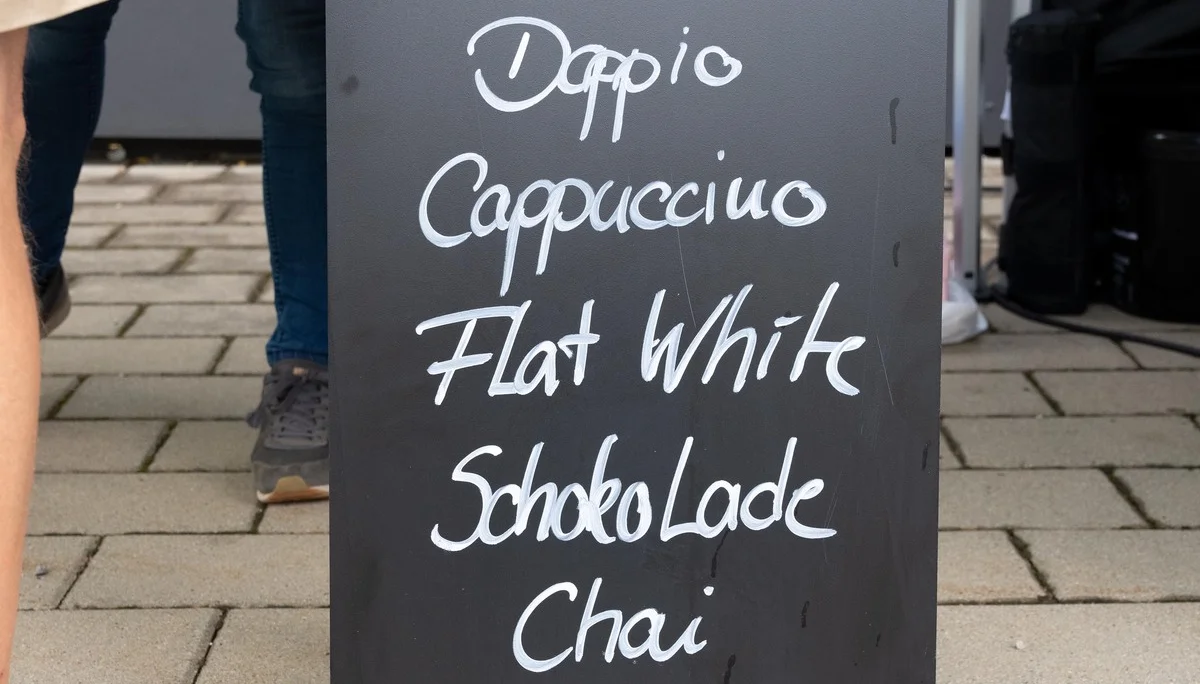 Doppio
Cappuccino
Flat White
Schokolade
Chai